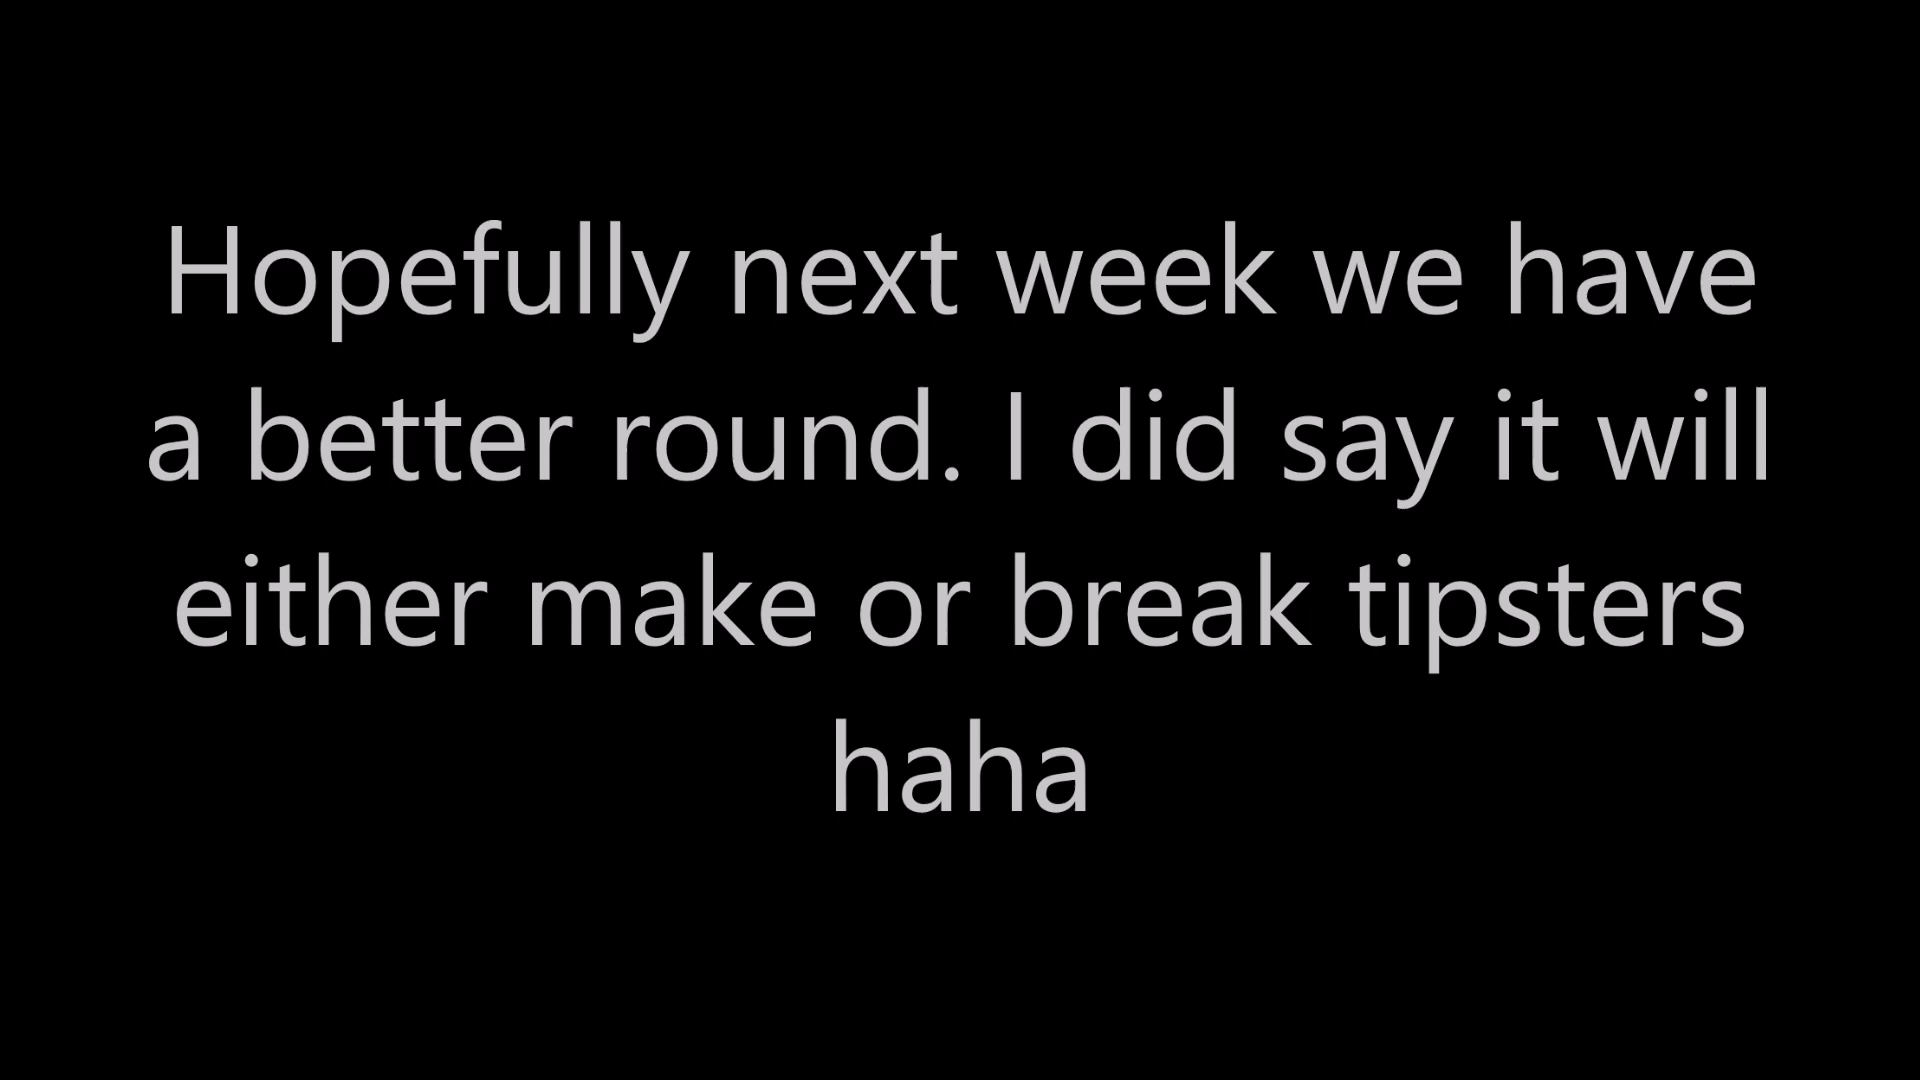 Hopefully next week we have
a better round. I did say it will
either make or break tipsters
haha